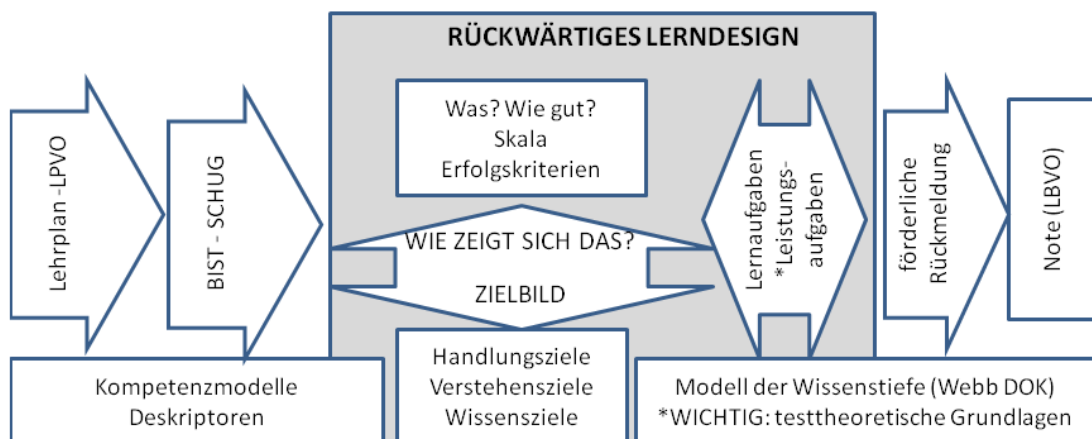 RÜCKWÄRTIGES LERNDESIGN
Lehrplan -LPVO
BIST - SCHUG
Was? Wie gut?
Skala
Erfolgskriterien
WIE ZEIGT SICH DAS?
ZIELBILD
Lernaufgaben
*Leistungs-
aufgaben
förderliche
Rückmeldung
Note (LBVO)
Kompetenzmodelle
Deskriptoren
Handlungsziele
Verstehensziele
Wissensziele
Modell der Wissenstiefe (Webb DOK)
*WICHTIG: testtheoretische Grundlagen